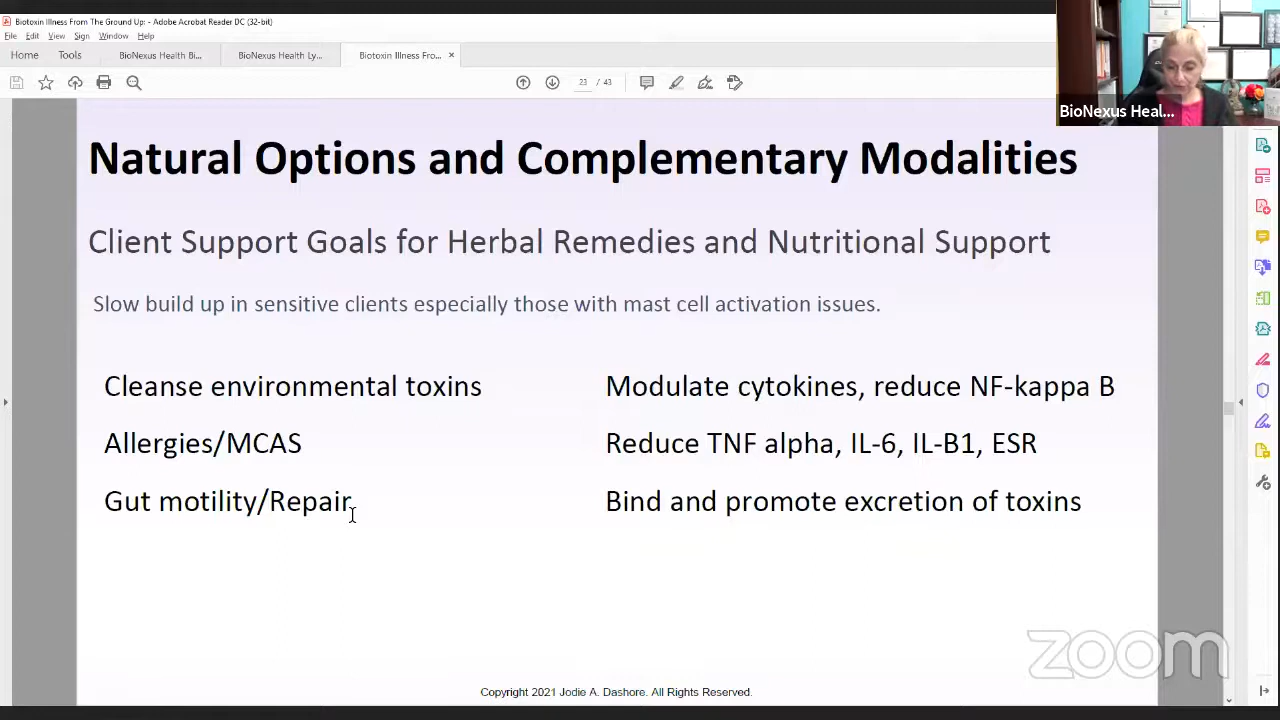 Biotoxin Illness From The Ground Up: - Adobe Acrobat Reader DC (32-bit)
File Edit View Sign Window Help
Home Tools BioNexus Health Bi... BioNexus Health Ly... Biotoxin Illness Fro... ×
23 / 43
BioNexus Heal...
Natural Options and Complementary Modalities
Client Support Goals for Herbal Remedies and Nutritional Support
Slow build up in sensitive clients especially those with mast cell activation issues.
Cleanse environmental toxins
Allergies/MCAS
Gut motility/Repair
Modulate cytokines, reduce NF-kappa B
Reduce TNF alpha, IL-6, IL-B1, ESR
Bind and promote excretion of toxins
zoom
Copyright 2021 Jodie A. Dashore. All Rights Reserved.